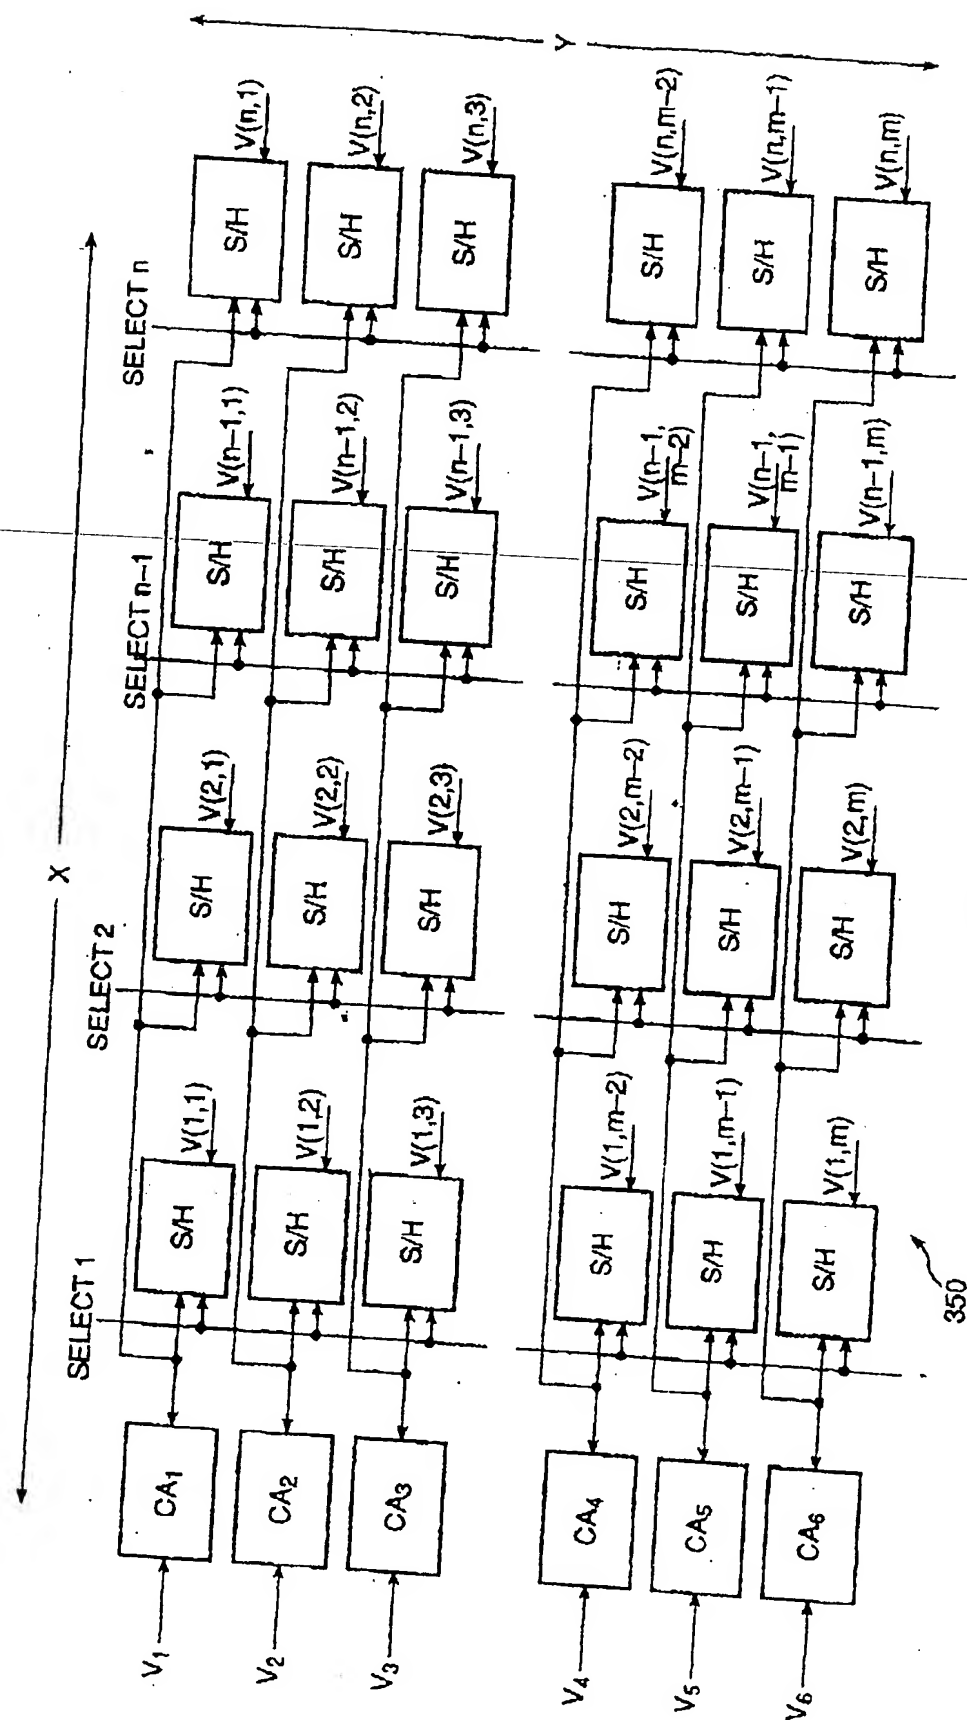 X
Y
SELECT 1
SELECT 2
SELECT n-1
SELECT n
V1
CA1
S/H
V(1,1)
S/H
V(2,1)
S/H
V(n-1,1)
S/H
V(n,1)
V2
CA2
S/H
V(1,2)
S/H
V(2,2)
S/H
V(n-1,2)
S/H
V(n,2)
V3
CA3
S/H
V(1,3)
S/H
V(2,3)
S/H
V(n-1,3)
S/H
V(n,3)
V4
CA4
S/H
V(1,m-2)
S/H
V(2,m-2)
S/H
V(n-1,
m-2)
S/H
V(n,m-2)
V5
CA5
S/H
V(1,m-1)
S/H
V(2,m-1)
S/H
V(n-1,
m-1)
S/H
V(n,m-1)
V6
CA6
S/H
V(1,m)
S/H
V(2,m)
S/H
V(n-1,m)
S/H
V(n,m)
350